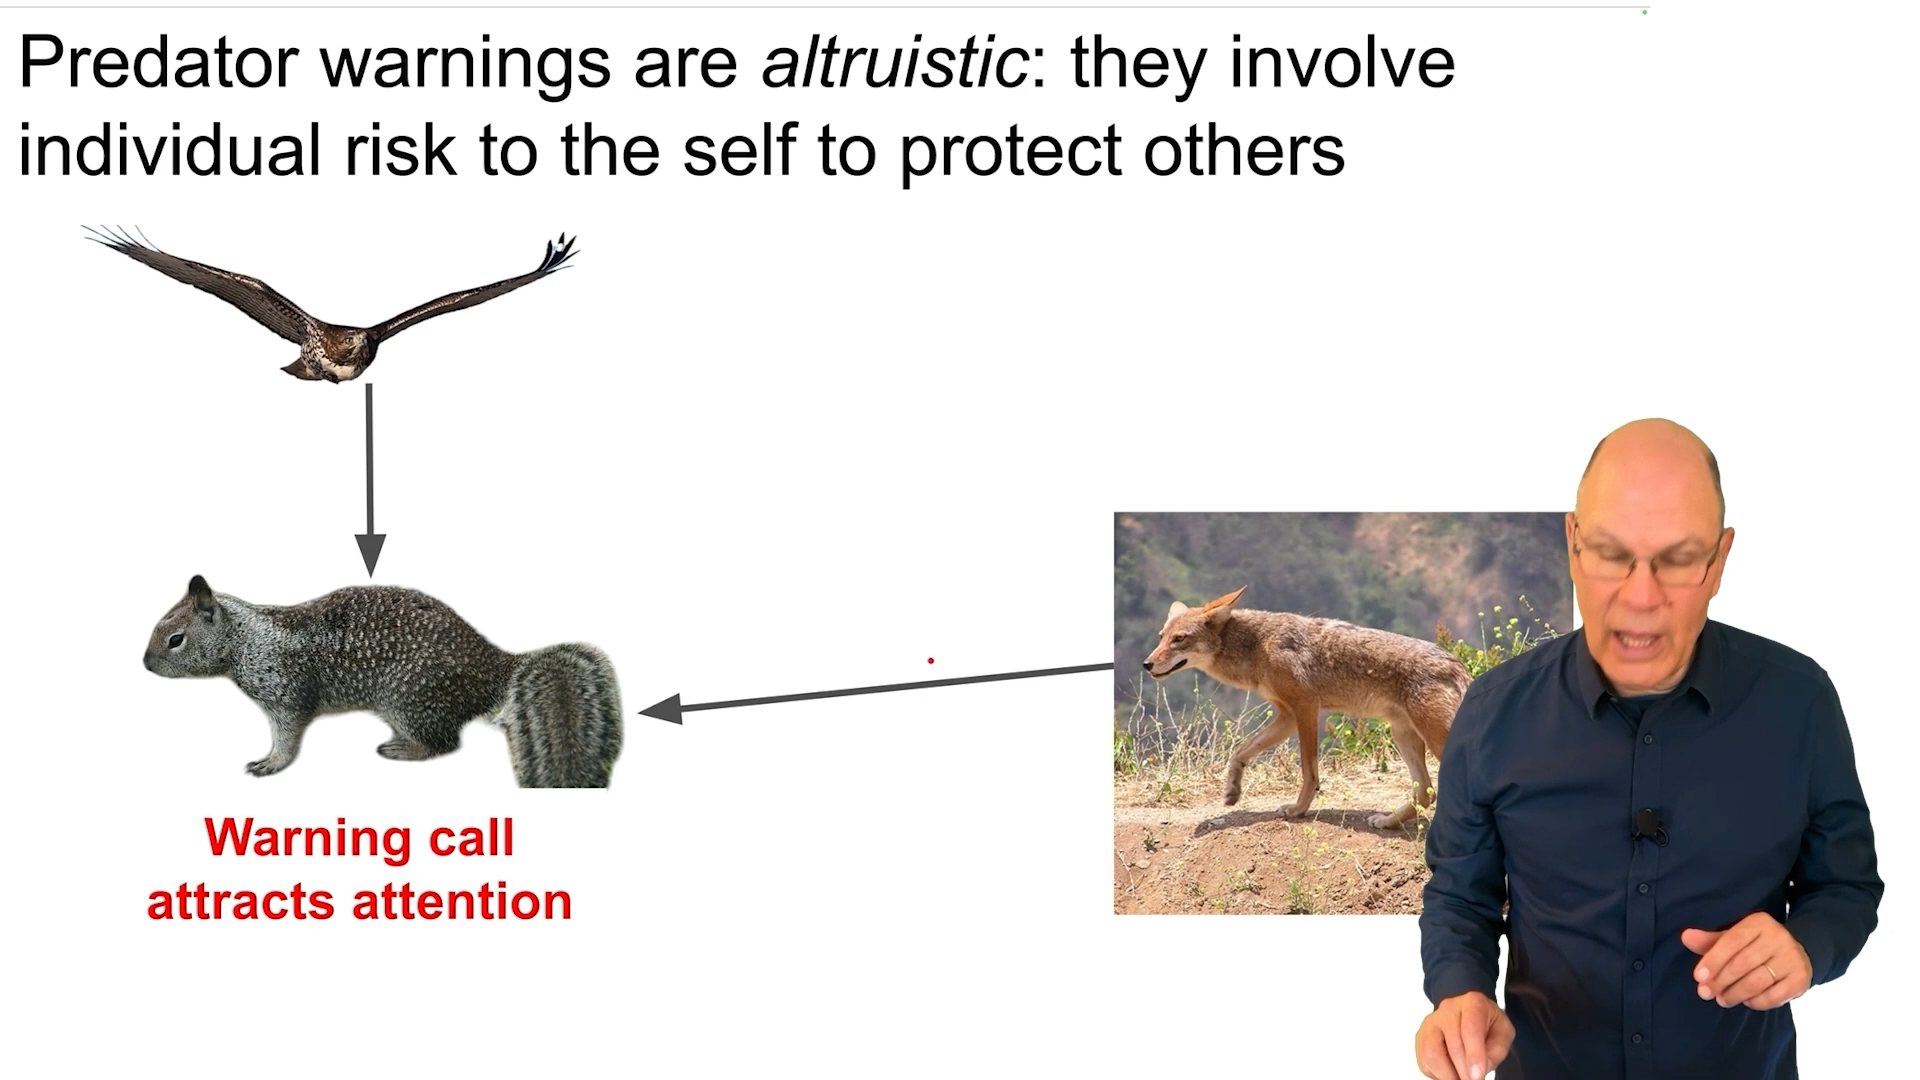 Predator warnings are altruistic: they involve
individual risk to the self to protect others
Warning call
attracts attention